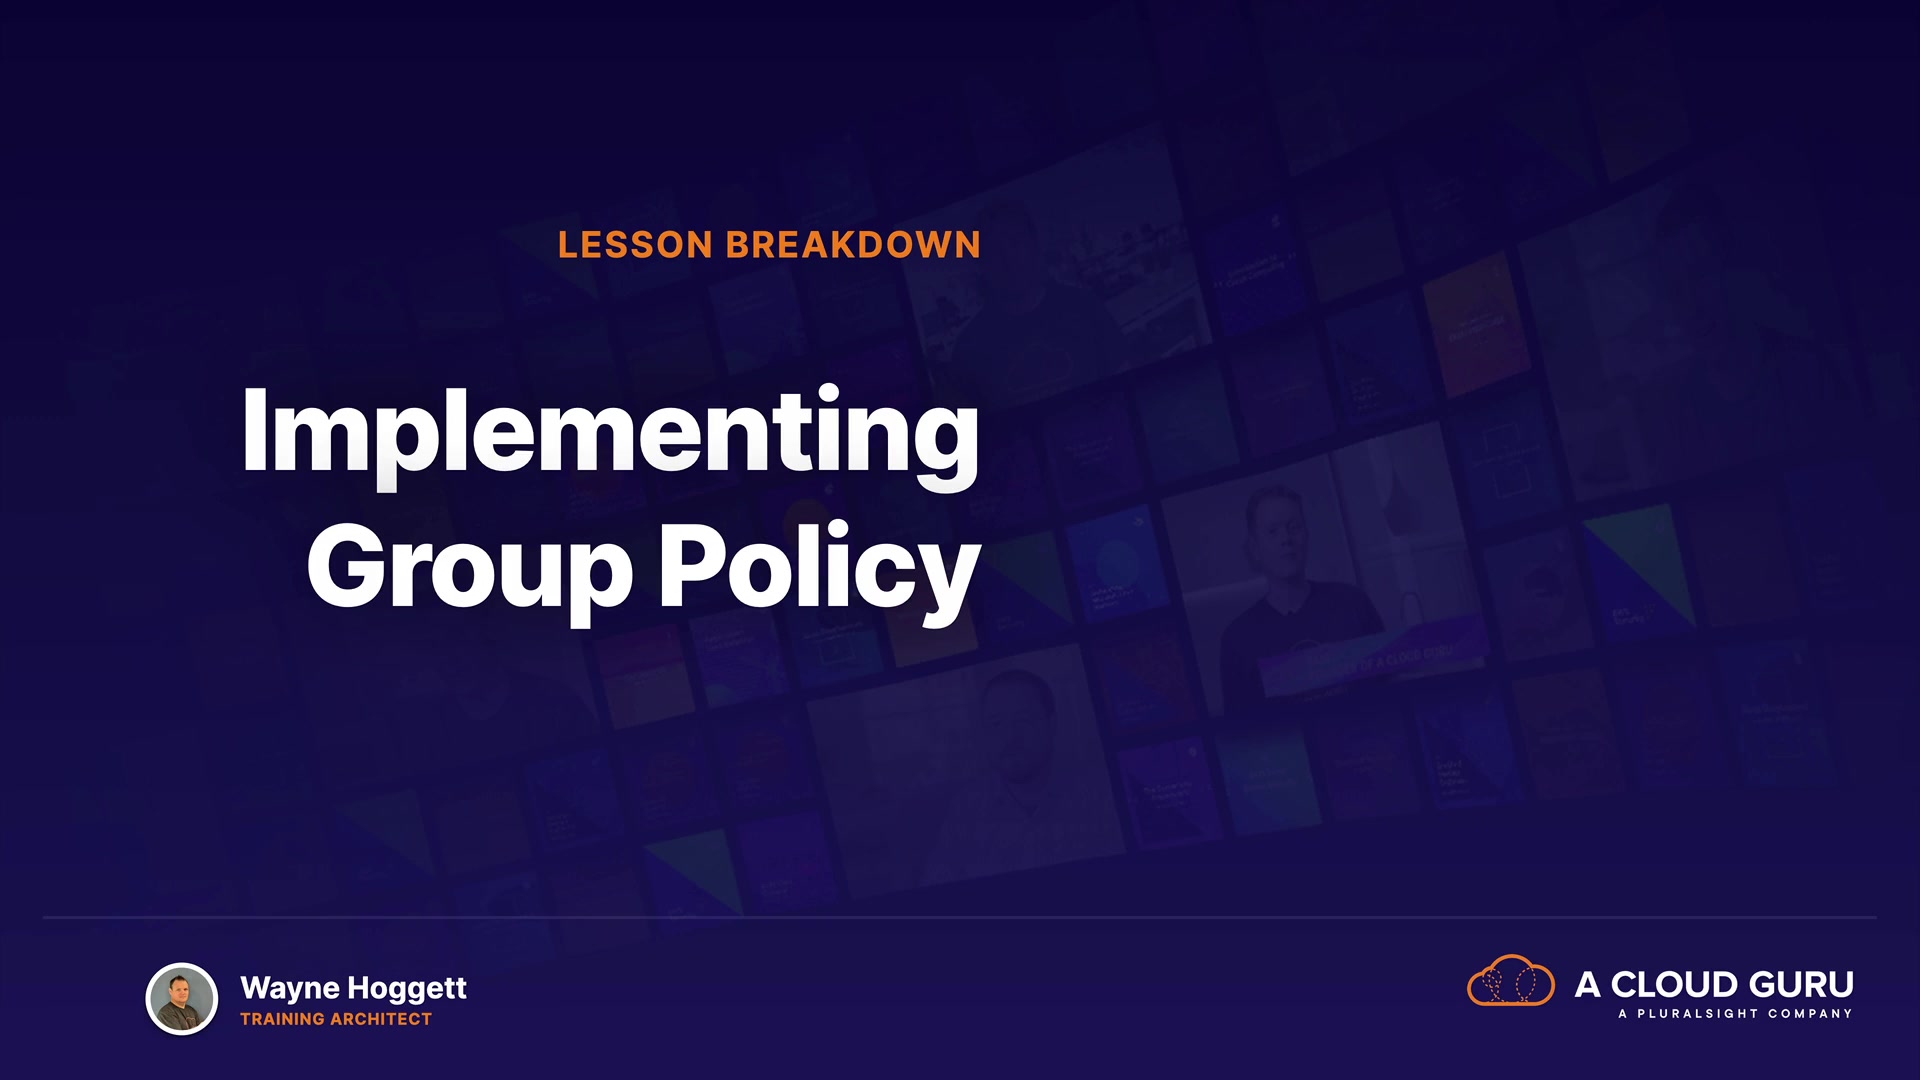 LESSON BREAKDOWN
Implementing
Group Policy
Wayne Hoggett
TRAINING ARCHITECT
A CLOUD GURU
A PLURALSIGHT COMPANY